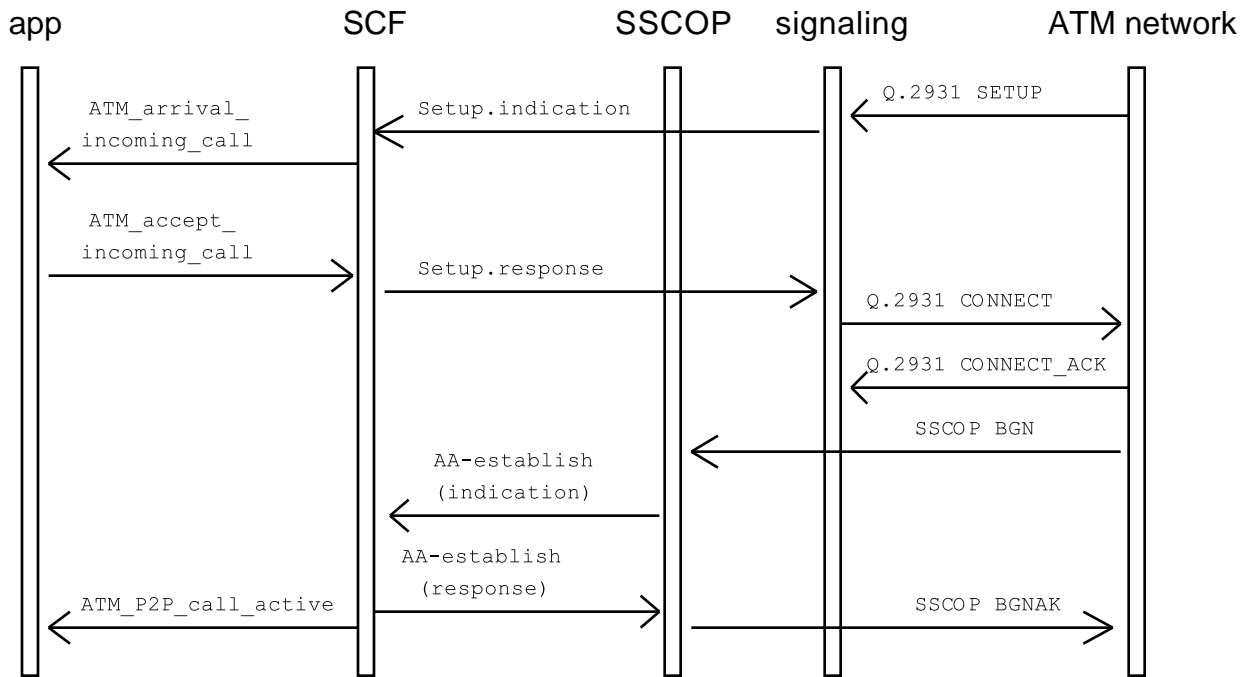 app
SCF
SSCOP
signaling
ATM network
Q.2931 SETUP
Setup.indication
ATM_arrival_
incoming_call
ATM_accept_
incoming_call
Setup.response
Q.2931 CONNECT
Q.2931 CONNECT_ACK
SSCOP BGN
AA-establish
(indication)
AA-establish
(response)
ATM_P2P_call_active
SSCOP BGNAK